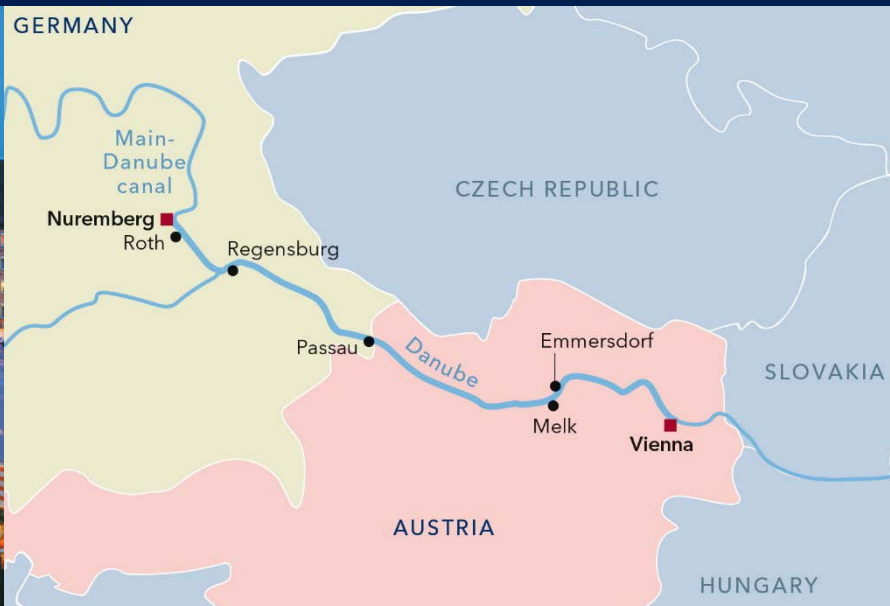 GERMANY
Main-
Danube
canal
CZECH REPUBLIC
Nuremberg
Roth
Regensburg
Passau
Danube
Emmersdorf
SLOVAKIA
Melk
Vienna
AUSTRIA
HUNGARY